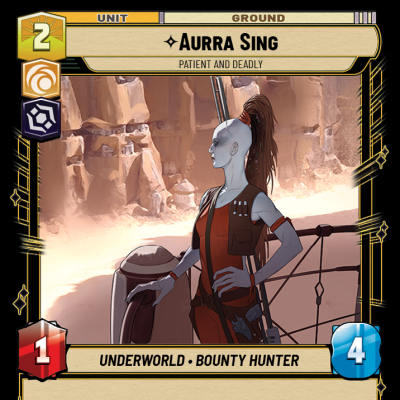 UNIT
GROUND
2
✧AURRA SING
PATIENT AND DEADLY
1
UNDERWORLD • BOUNTY HUNTER
4